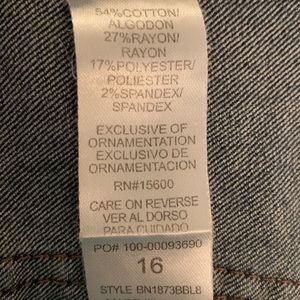 54%COTTON/
ALGODON
27%RAYON/
RAYON
17%POLYESTER/
POLIESTER
2%SPANDEX/
SPANDEX
EXCLUSIVE OF
ORNAMENTATION
EXCLUSIVO DE
ORNAMENTACION
RN#15600
CARE ON REVERSE
VER AL DORSO
PARA CUIDADO
PO# 100-00093690
16
STYLE BN1873BBL8